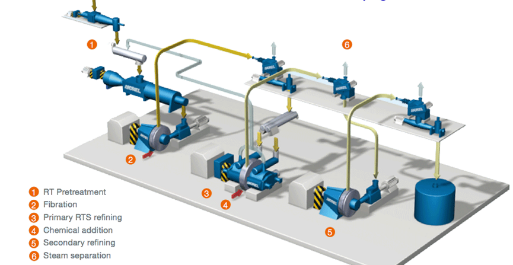 6
1
2
3
4
5
1 RT Pretreatment
2 Fibration
3 Primary RTS refining
4 Chemical addition
5 Secondary refining
6 Steam separation